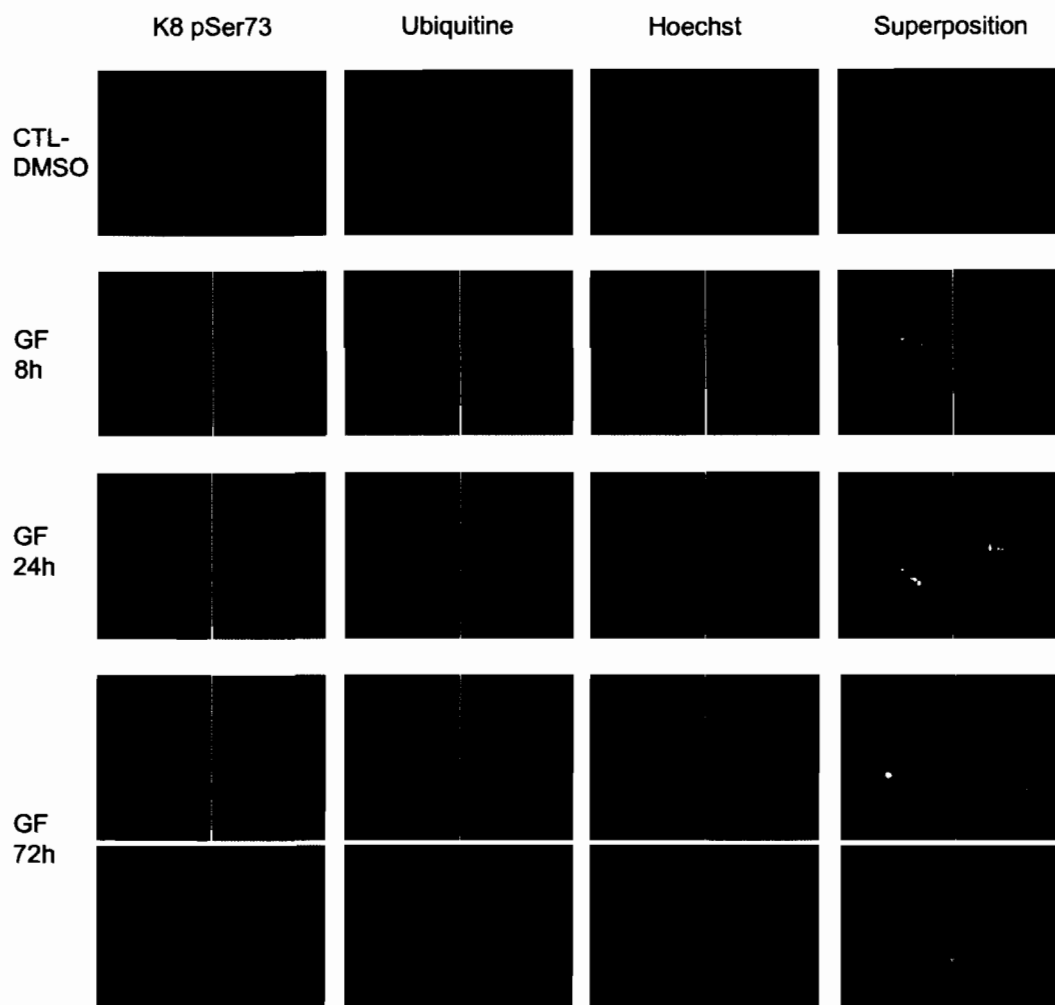 K8 pSer73 Ubiquitine Hoechst Superposition
CTL-
DMSO
GF
8h
GF
24h
GF
72h